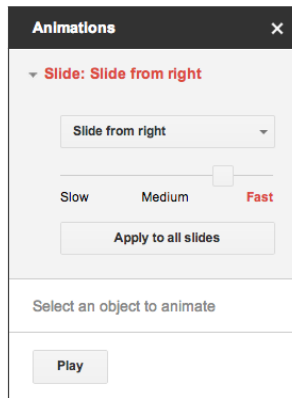 Animations
Slide: Slide from right
Slide from right
Slow Medium Fast
Apply to all slides
Select an object to animate
Play